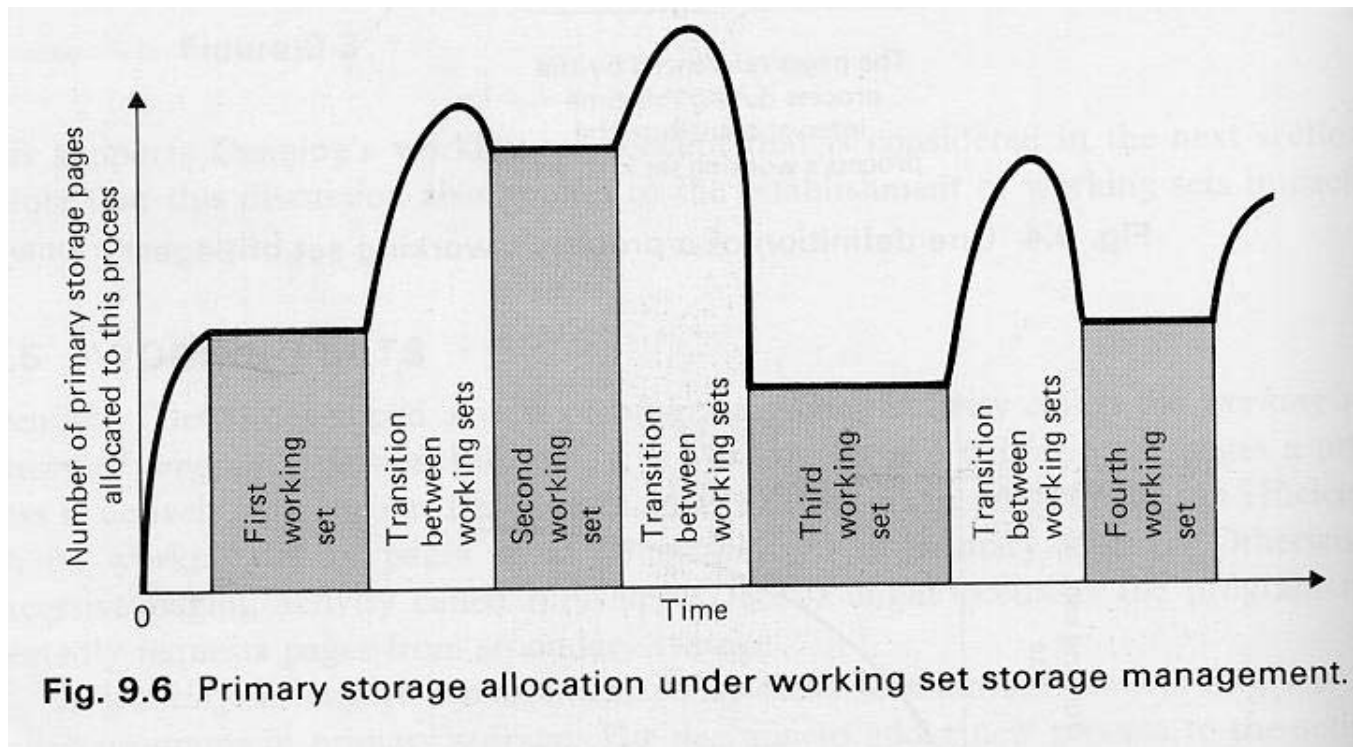 Number of primary storage pages
allocated to this process
First
working
set
Transition
between
working sets
Second
working
set
Transition
between
working sets
Third
working
set
Transition
between
working sets
Fourth
working
set
0
Time
Fig. 9.6 Primary storage allocation under working set storage management.